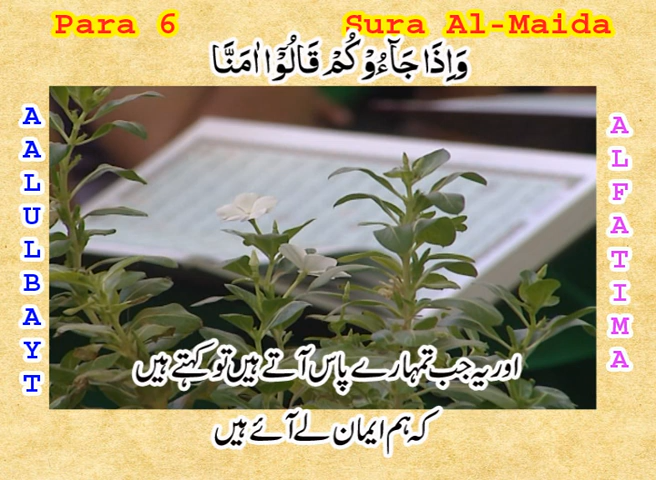 Para 6
Sura Al-Maida
وَاِذَا جَآءُوْكُمْ قَالُوْٓا اٰمَنَّا
AALULBAYT
ALFATIMA
اور یہ جب تمہارے پاس آتے ہیں تو کہتے ہیں
کہ ہم ایمان لے آئے ہیں